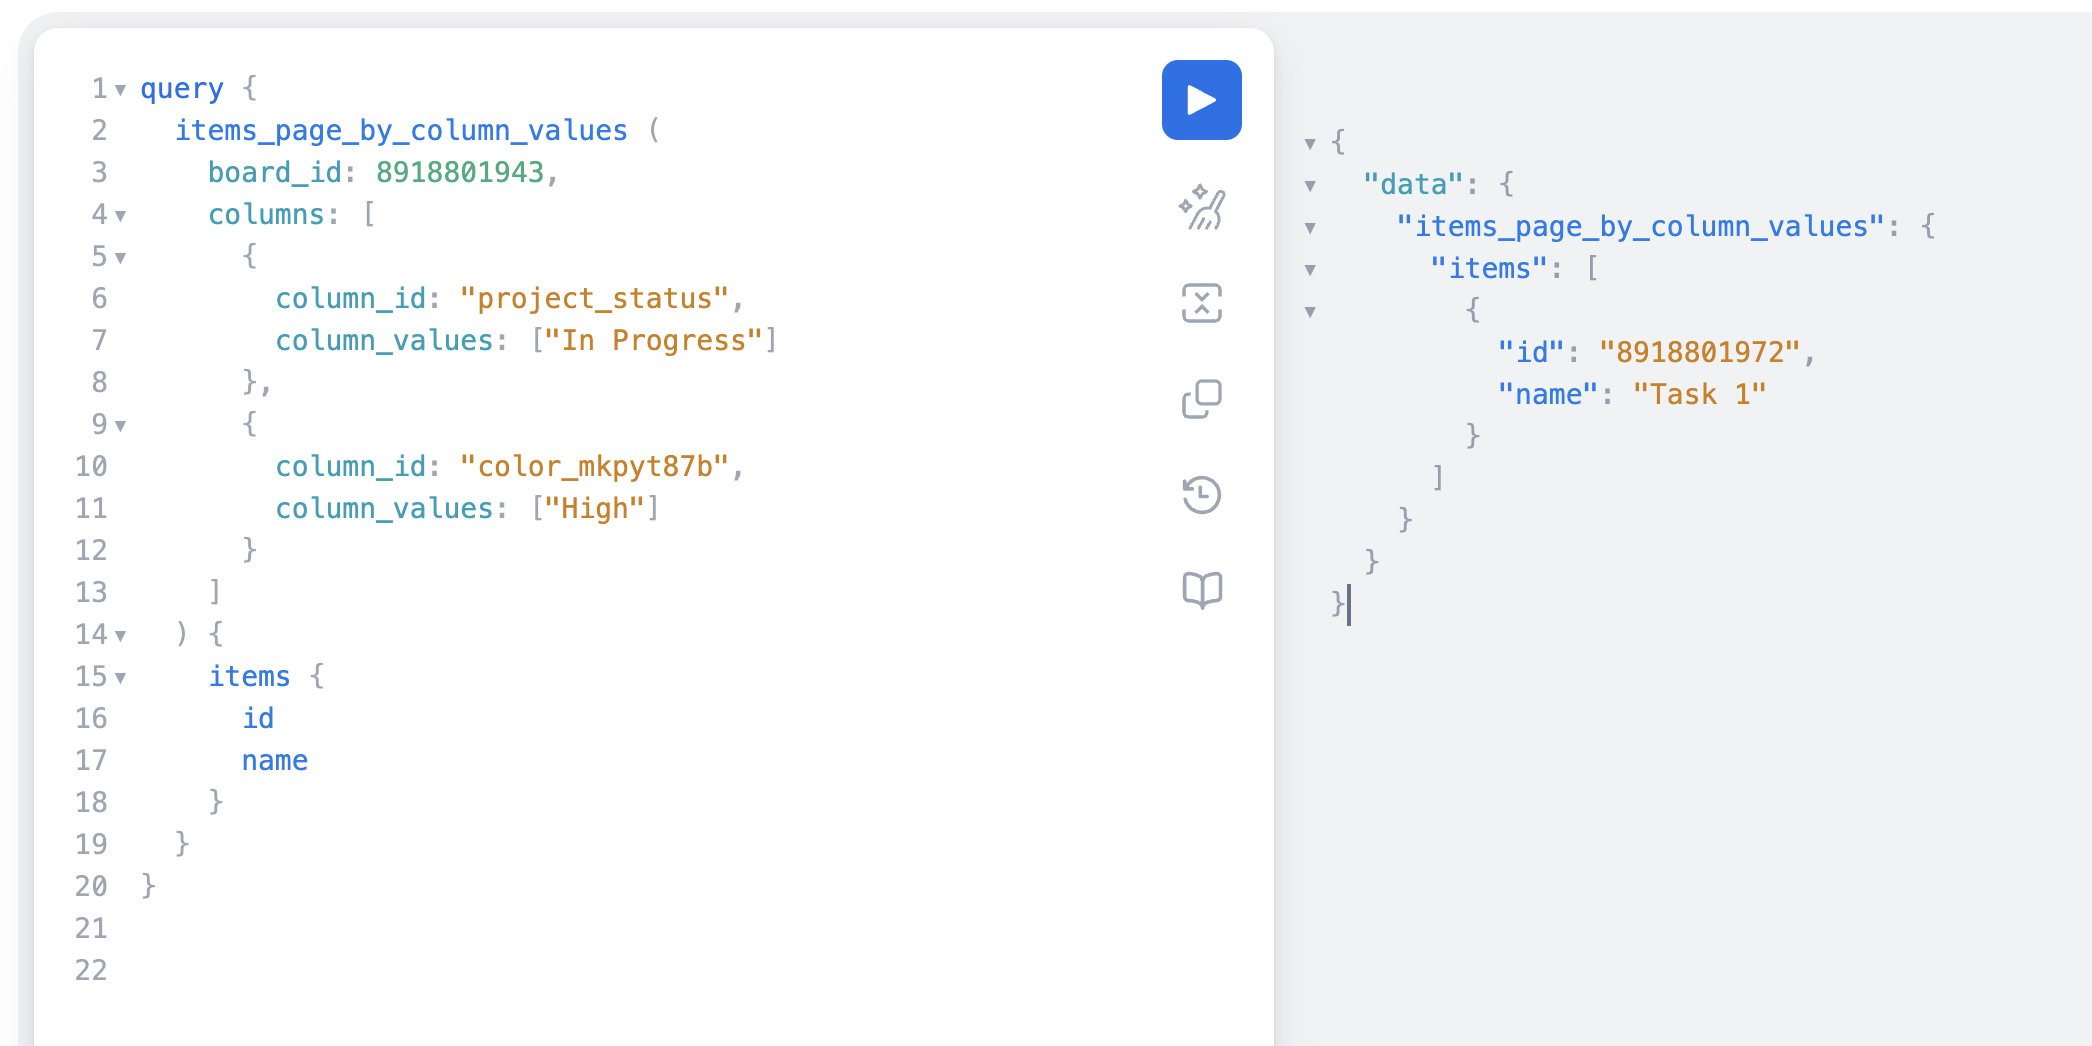 1 query {
2   items_page_by_column_values (
3     board_id: 8918801943,
4     columns: [
5       {
6         column_id: "project_status",
7         column_values: ["In Progress"]
8       },
9       {
10         column_id: "color_mkpyt87b",
11         column_values: ["High"]
12       }
13     ]
14   ) {
15     items {
16       id
17       name
18     }
19   }
20 }
21
22
{
  "data": {
    "items_page_by_column_values": {
      "items": [
        {
          "id": "8918801972",
          "name": "Task 1"
        }
      ]
    }
  }
}